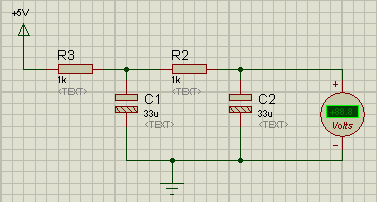 +5V
R3
1k
<TEXT>
R2
1k
<TEXT>
C1
33u
<TEXT>
C2
33u
<TEXT>
+
Volts
−